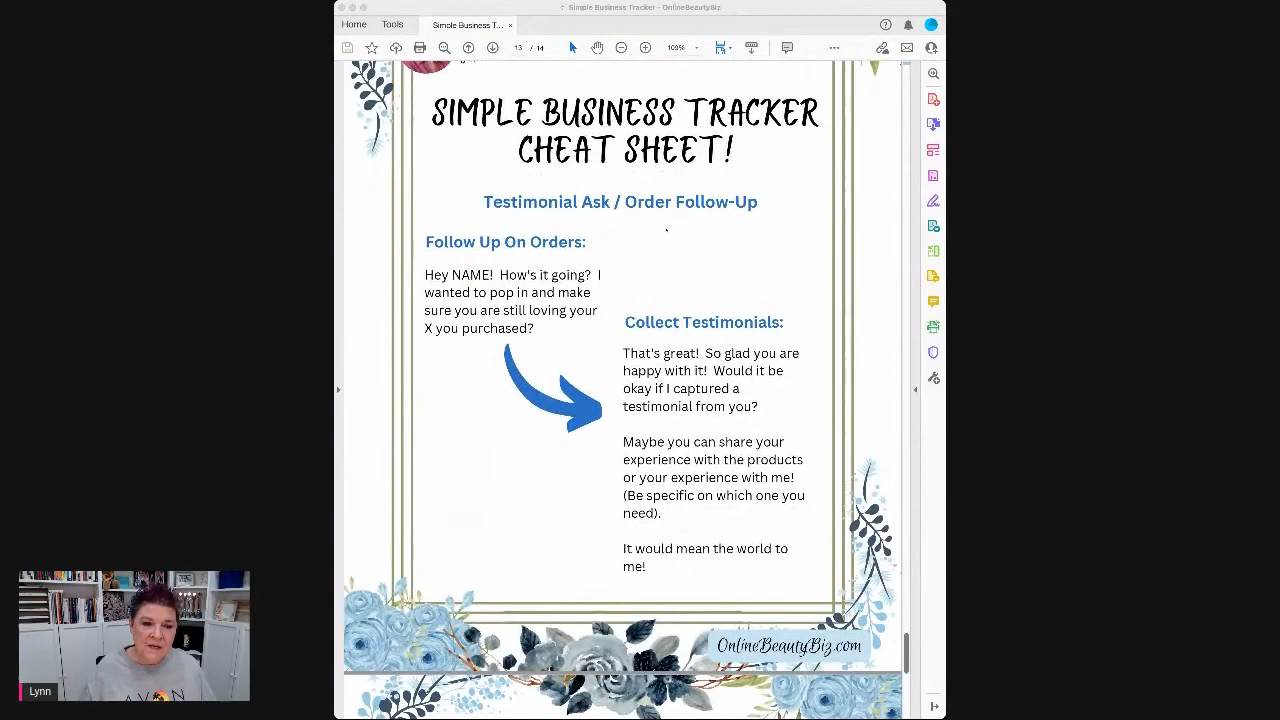 Simple Business Tracker - OnlineBeautyBiz
Home
Tools
Simple Business T...
13 / 14
109%
SIMPLE BUSINESS TRACKER
CHEAT SHEET!
Testimonial Ask / Order Follow-Up
Follow Up On Orders:
Hey NAME! How's it going? I
wanted to pop in and make
sure you are still loving your
X you purchased?
Collect Testimonials:
That's great! So glad you are
happy with it! Would it be
okay if I captured a
testimonial from you?
Maybe you can share your
experience with the products
or your experience with me!
(Be specific on which one you
need).
It would mean the world to
me!
OnlineBeautyBiz.com
Lynn
AVON